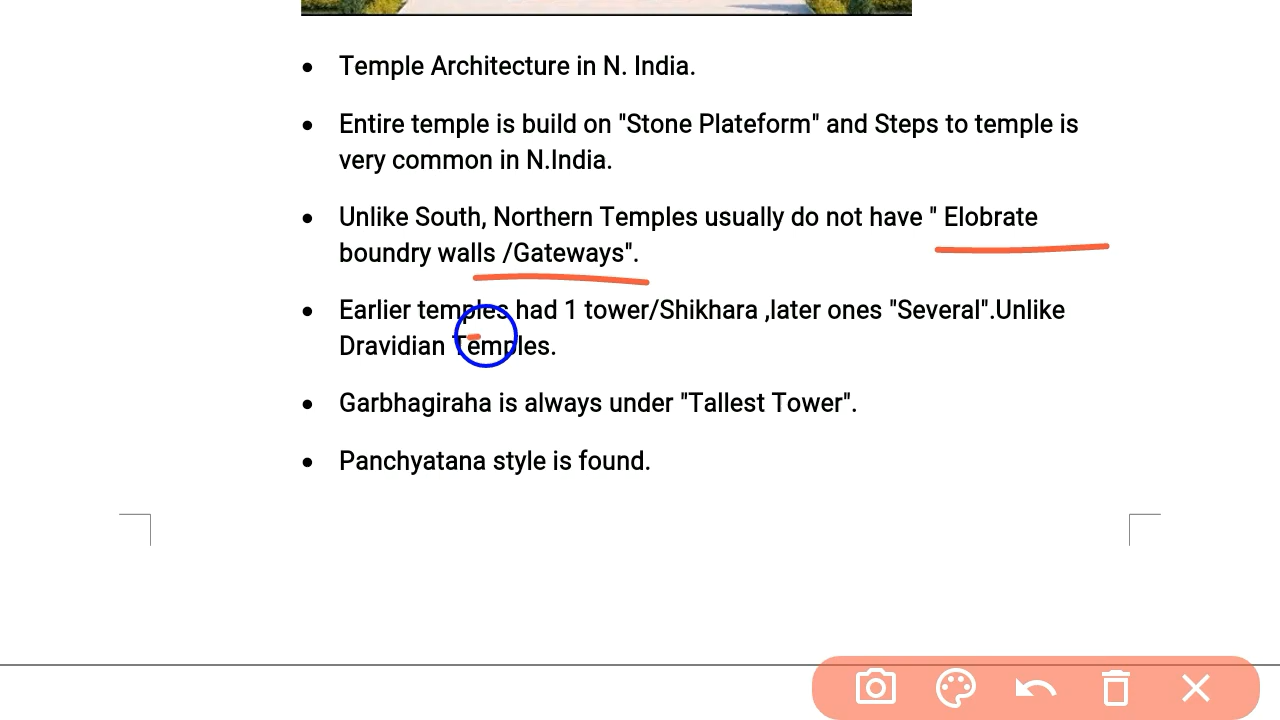 Temple Architecture in N. India.
Entire temple is build on "Stone Plateform" and Steps to temple is
very common in N.India.
Unlike South, Northern Temples usually do not have " Elobrate
boundry walls /Gateways".
Earlier temples had 1 tower/Shikhara ,later ones "Several".Unlike
Dravidian Temples.
Garbhagiraha is always under "Tallest Tower".
Panchyatana style is found.